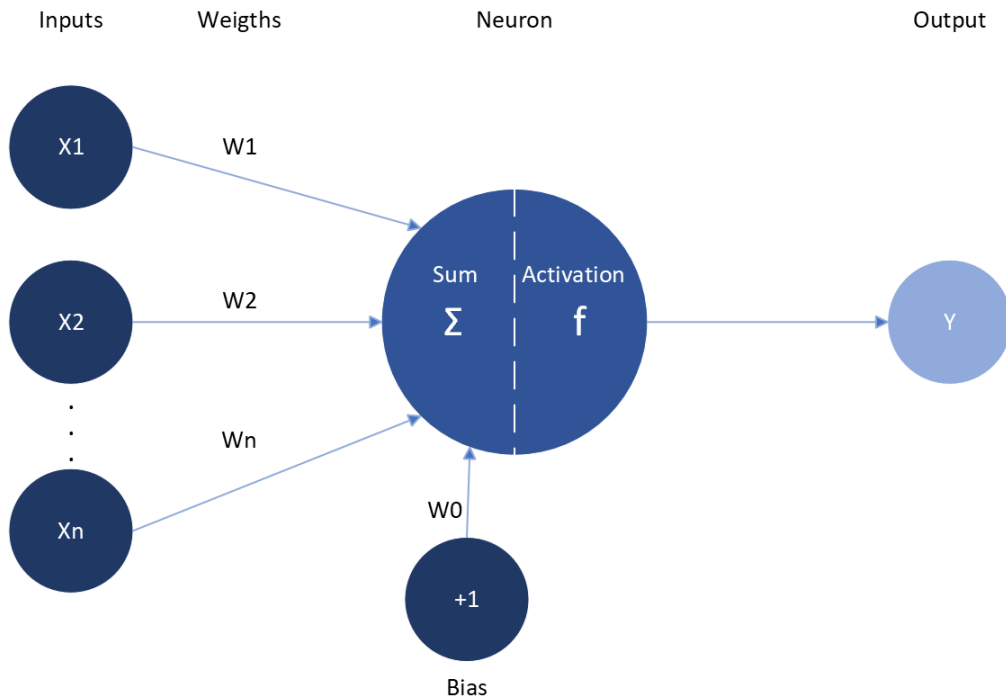 Inputs Weigths Neuron Output
X1
W1
Sum Activation
X2 W2 Σ f Y
.
.
.
Wn
Xn
W0
+1
Bias